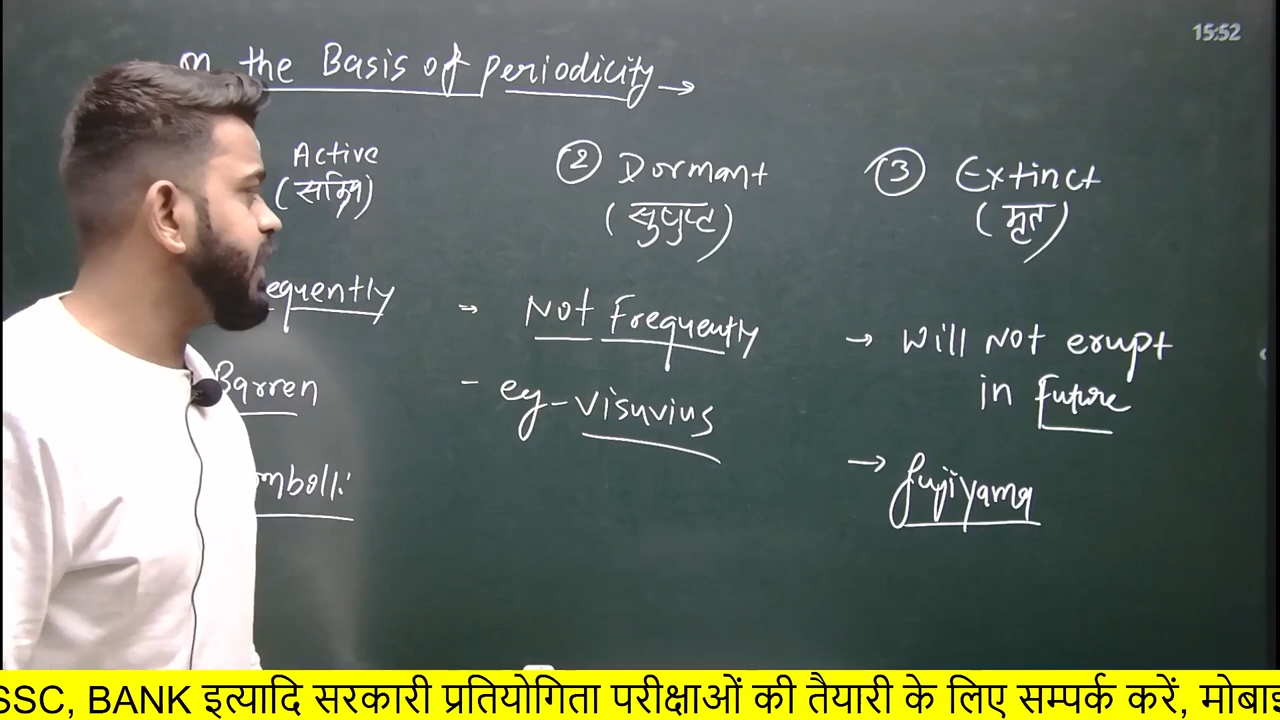 15:52
on the Basis of periodicity →
Active
(सक्रिय)
② Dormant
(सुषुप्त)
③ Extinct
(मृत)
equently
→ Not Frequently
→ Will Not erupt
in Future
Barren
- eg - Visuvius
mboli
→ fujiyama
SSC, BANK इत्यादि सरकारी प्रतियोगिता परीक्षाओं की तैयारी के लिए सम्पर्क करें, मोबाइ